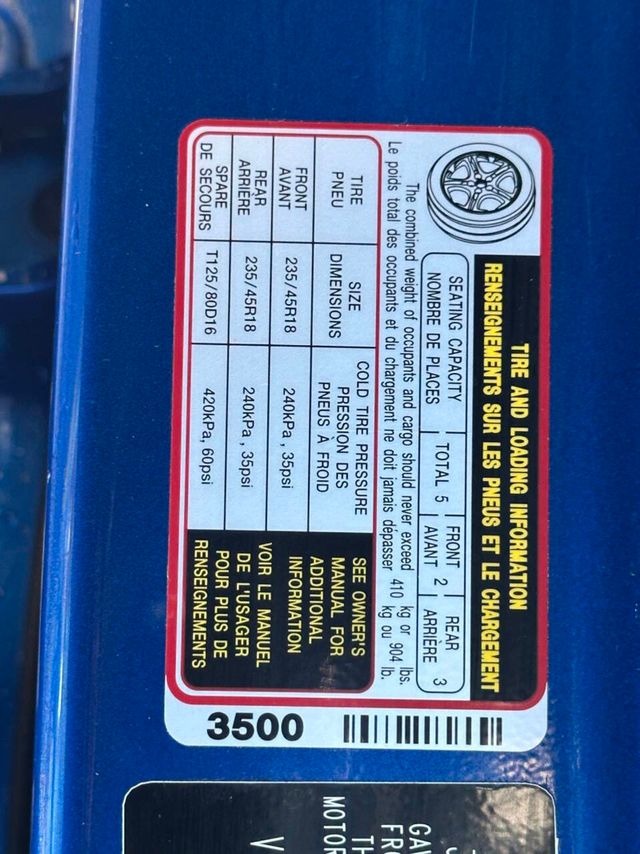 TIRE AND LOADING INFORMATION
RENSEIGNEMENTS SUR LES PNEUS ET LE CHARGEMENT
SEATING CAPACITY
NOMBRE DE PLACES
TOTAL 5
FRONT
AVANT 2
REAR
ARRIÈRE 3
The combined weight of occupants and cargo should never exceed 410 kg or lbs.
Le poids total des occupants et du chargement ne doit jamais dépasser kg ou 904 lb.
TIRE
PNEU
SIZE
DIMENSIONS
COLD TIRE PRESSURE
PRESSION DES
PNEUS À FROID
FRONT
AVANT
235/45R18
240kPa, 35psi
REAR
ARRIÈRE
235/45R18
240kPa, 35psi
SPARE
DE SECOURS
T125/80D16
420kPa, 60psi
SEE OWNER'S
MANUAL FOR
ADDITIONAL
INFORMATION
VOIR LE MANUEL
DE L'USAGER
POUR PLUS DE
RENSEIGNEMENTS
3500
GAW
FRO
TH
MOTOR
V